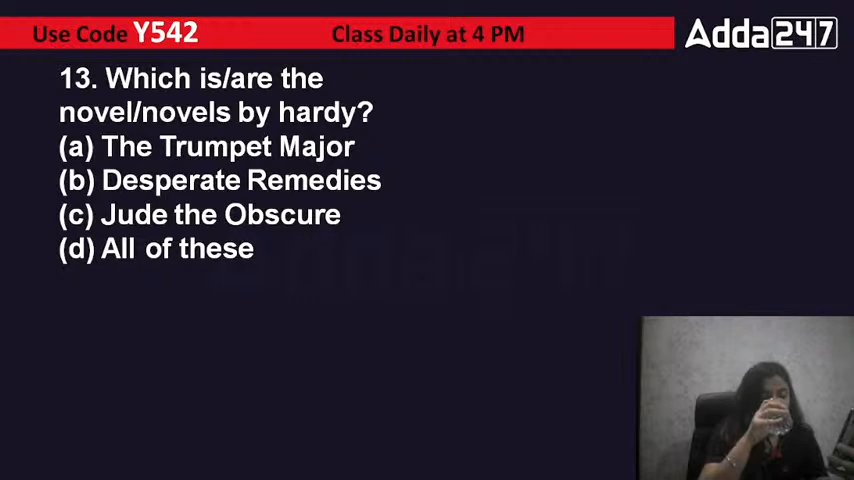 Use Code Y542 Class Daily at 4 PM Adda247
13. Which is/are the
novel/novels by hardy?
(a) The Trumpet Major
(b) Desperate Remedies
(c) Jude the Obscure
(d) All of these